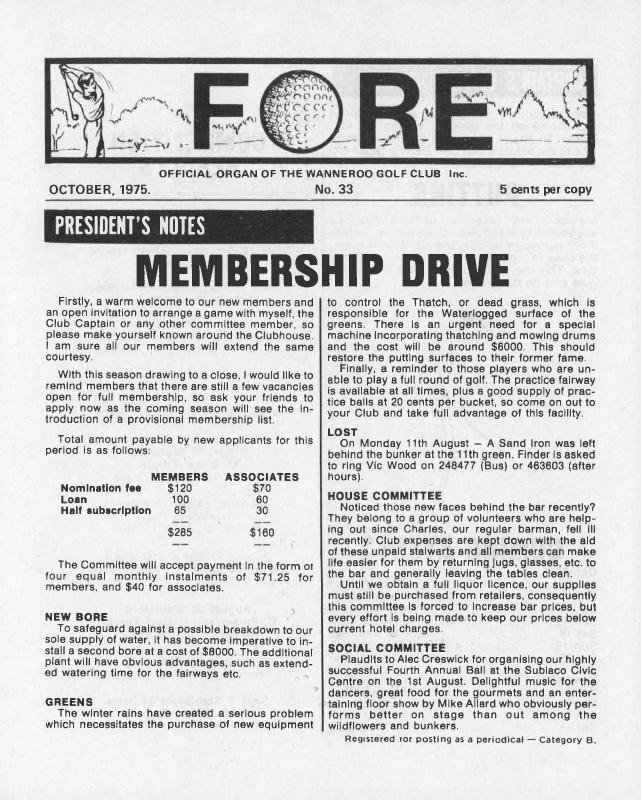 FORE
OFFICIAL ORGAN OF THE WANNEROO GOLF CLUB Inc.
OCTOBER, 1975. No. 33 5 cents per copy
PRESIDENT'S NOTES
MEMBERSHIP DRIVE
Firstly, a warm welcome to our new members and
an open invitation to arrange a game with myself, the
Club Captain or any other committee member, so
please make yourself known around the Clubhouse.
I am sure all our members will extend the same
courtesy.
With this season drawing to a close, I would like to
remind members that there are still a few vacancies
open for full membership, so ask your friends to
apply now as the coming season will see the in-
troduction of a provisional membership list.
Total amount payable by new applicants for this
period is as follows:
MEMBERS ASSOCIATES
Nomination fee $120 $70
Loan 100 60
Half subscription 65 30
$285 $160
The Committee will accept payment in the form of
four equal monthly instalments of $71.25 for
members, and $40 for associates.
NEW BORE
To safeguard against a possible breakdown to our
sole supply of water, it has become imperative to in-
stall a second bore at a cost of $8000. The additional
plant will have obvious advantages, such as extend-
ed watering time for the fairways etc.
GREENS
The winter rains have created a serious problem
which necessitates the purchase of new equipment
to control the Thatch, or dead grass, which is
responsible for the Waterlogged surface of the
greens. There is an urgent need for a special
machine incorporating thatching and mowing drums
and the cost will be around $6000. This should
restore the putting surfaces to their former fame.
Finally, a reminder to those players who are un-
able to play a full round of golf. The practice fairway
is available at all times, plus a good supply of prac-
tice balls at 20 cents per bucket, so come on out to
your Club and take full advantage of this facility.
LOST
On Monday 11th August – A Sand Iron was left
behind the bunker at the 11th green. Finder is asked
to ring Vic Wood on 248477 (Bus) or 463603 (after
hours).
HOUSE COMMITTEE
Noticed those new faces behind the bar recently?
They belong to a group of volunteers who are help-
ing out since Charles, our regular barman, fell ill
recently. Club expenses are kept down with the aid
of these unpaid stalwarts and all members can make
life easier for them by returning jugs, glasses, etc. to
the bar and generally leaving the tables clean.
Until we obtain a full liquor licence, our supplies
must still be purchased from retailers, consequently
this committee is forced to increase bar prices, but
every effort is being made to keep our prices below
current hotel charges.
SOCIAL COMMITTEE
Plaudits to Alec Creswick for organising our highly
successful Fourth Annual Ball at the Subiaco Civic
Centre on the 1st August. Delightful music for the
dancers, great food for the gourmets and an enter-
taining floor show by Mike Allard who obviously per-
forms better on stage than out among the
wildflowers and bunkers.
Registered for posting as a periodical — Category B.